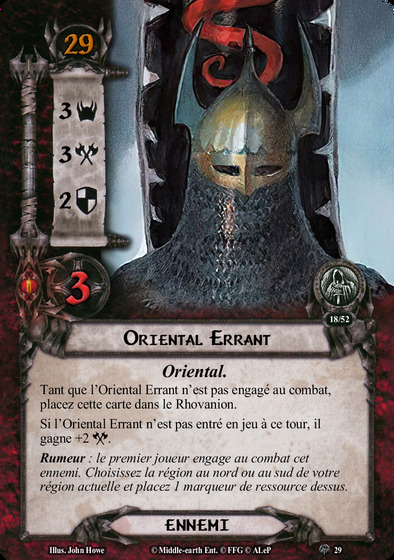 29
3
3
2
3
18/52
ORIENTAL ERRANT
Oriental.
Tant que l'Oriental Errant n'est pas engagé au combat,
placez cette carte dans le Rhovanion.
Si l'Oriental Errant n'est pas entré en jeu à ce tour, il
gagne +2.
Rumeur : le premier joueur engage au combat cet
ennemi. Choisissez la région au nord ou au sud de votre
région actuelle et placez 1 marqueur de ressource dessus.
ENNEMI
Illus. John Howe © Middle-earth Ent. © FFG © ALeP 29